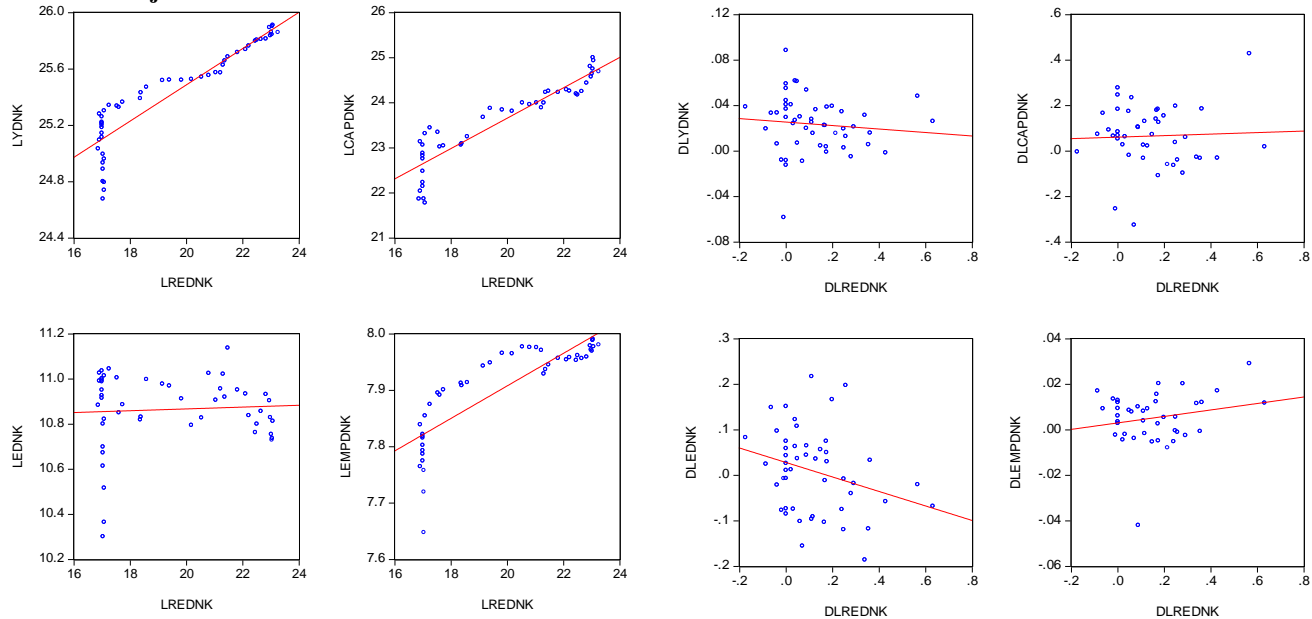 26.0
25.6
25.2
24.8
24.4
16 18 20 22 24
LYDNK
LREDNK
26
25
24
23
22
21
16 18 20 22 24
LCAPDNK
LREDNK
.12
.08
.04
.00
-.04
-.08
-.2 .0 .2 .4 .6 .8
DLYDNK
DLREDNK
.6
.4
.2
.0
-.2
-.4
-.2 .0 .2 .4 .6 .8
DLCAPDNK
DLREDNK
11.2
11.0
10.8
10.6
10.4
10.2
16 18 20 22 24
LEDNK
LREDNK
8.0
7.9
7.8
7.7
7.6
16 18 20 22 24
LEMPDNK
LREDNK
.3
.2
.1
.0
-.1
-.2
-.2 .0 .2 .4 .6 .8
DLEDNK
DLREDNK
.04
.02
.00
-.02
-.04
-.06
-.2 .0 .2 .4 .6 .8
DLEMPDNK
DLREDNK